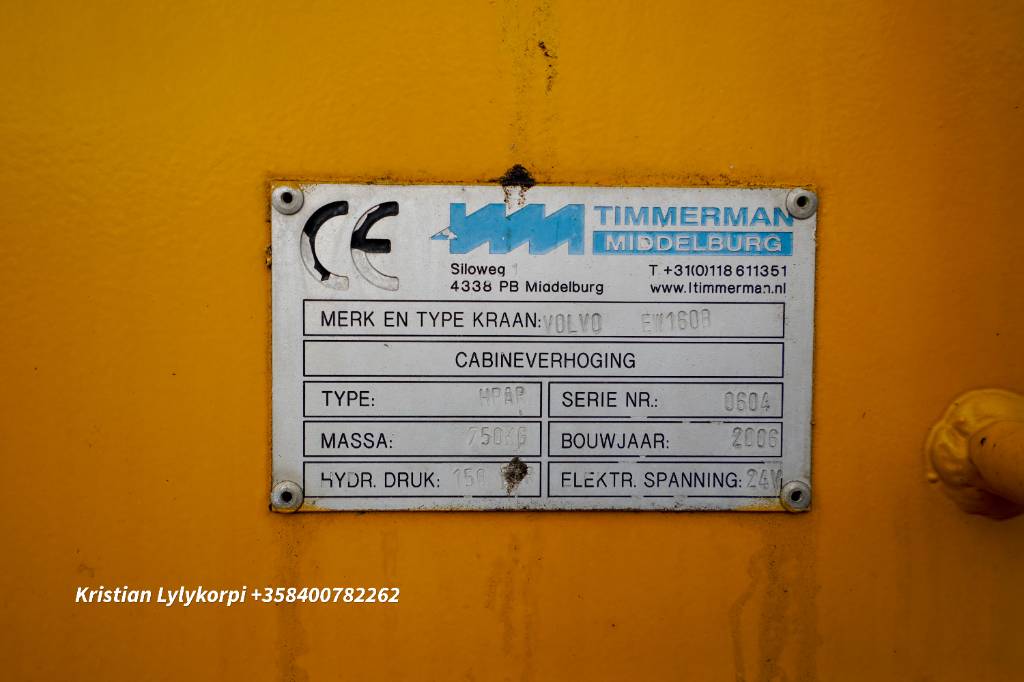 CE
TIMMERMAN
MIDDELBURG
Siloweg 1 T +31(0)118 611351
4338 PB Middelburg www.ltimmerman.nl
MERK EN TYPE KRAAN: VOLVO EW160B
CABINEVERHOGING
TYPE: HPAP SERIE NR.: 0604
MASSA: 750KG BOUWJAAR: 2006
HYDR. DRUK: ELEKTR. SPANNING: 24V
Kristian Lylykorpi +358400782262